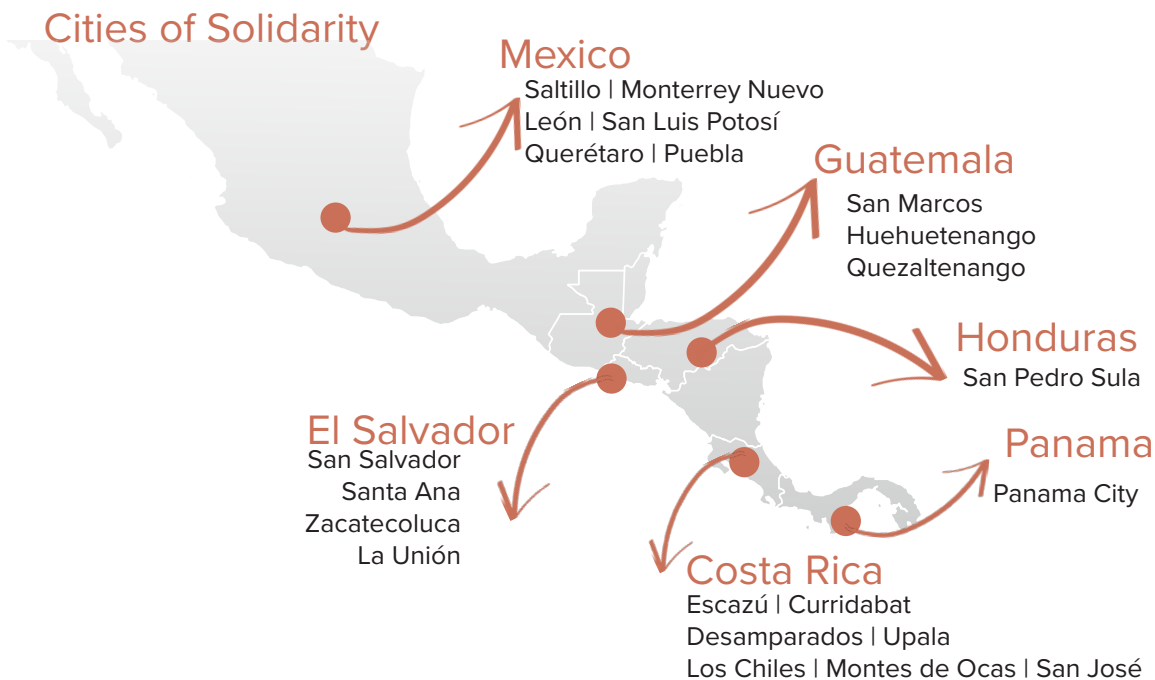 Cities of Solidarity
Mexico
Saltillo | Monterrey Nuevo
León | San Luis Potosí
Querétaro | Puebla
Guatemala
San Marcos
Huehuetenango
Quezaltenango
Honduras
San Pedro Sula
El Salvador
San Salvador
Santa Ana
Zacatecoluca
La Unión
Panama
Panama City
Costa Rica
Escazú | Curridabat
Desamparados | Upala
Los Chiles | Montes de Ocas | San José